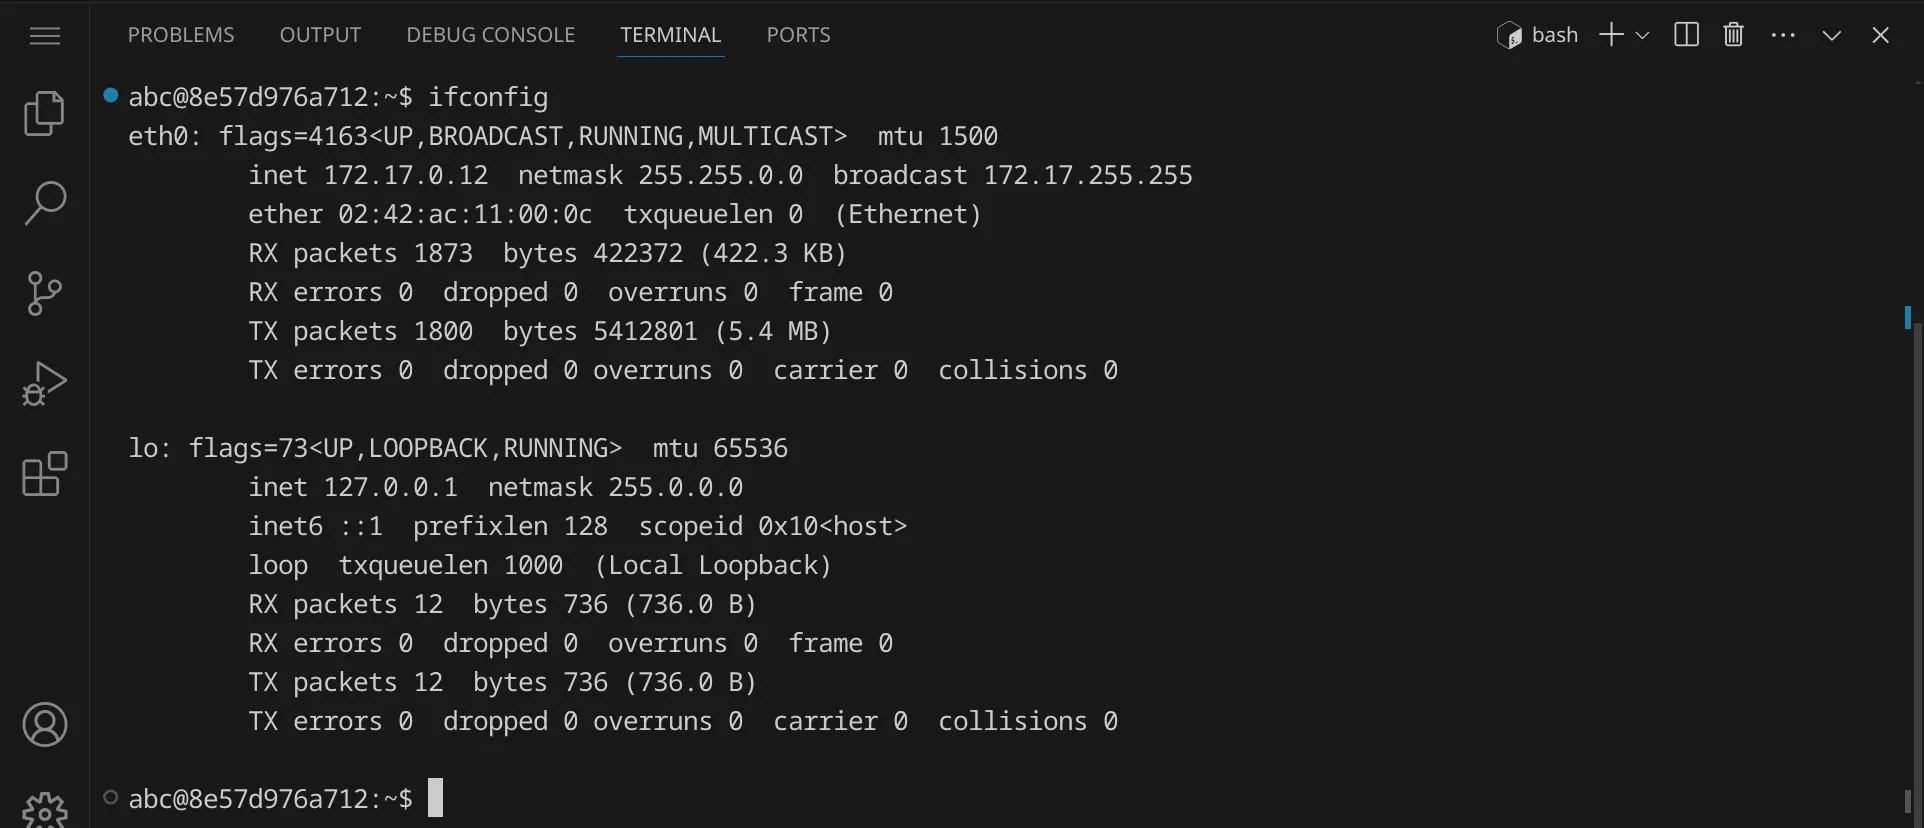 PROBLEMS OUTPUT DEBUG CONSOLE TERMINAL PORTS bash
abc@8e57d976a712:~$ ifconfig
eth0: flags=4163<UP,BROADCAST,RUNNING,MULTICAST>  mtu 1500
        inet 172.17.0.12  netmask 255.255.0.0  broadcast 172.17.255.255
        ether 02:42:ac:11:00:0c  txqueuelen 0  (Ethernet)
        RX packets 1873  bytes 422372 (422.3 KB)
        RX errors 0  dropped 0  overruns 0  frame 0
        TX packets 1800  bytes 5412801 (5.4 MB)
        TX errors 0  dropped 0 overruns 0  carrier 0  collisions 0

lo: flags=73<UP,LOOPBACK,RUNNING>  mtu 65536
        inet 127.0.0.1  netmask 255.0.0.0
        inet6 ::1  prefixlen 128  scopeid 0x10<host>
        loop  txqueuelen 1000  (Local Loopback)
        RX packets 12  bytes 736 (736.0 B)
        RX errors 0  dropped 0  overruns 0  frame 0
        TX packets 12  bytes 736 (736.0 B)
        TX errors 0  dropped 0 overruns 0  carrier 0  collisions 0

abc@8e57d976a712:~$